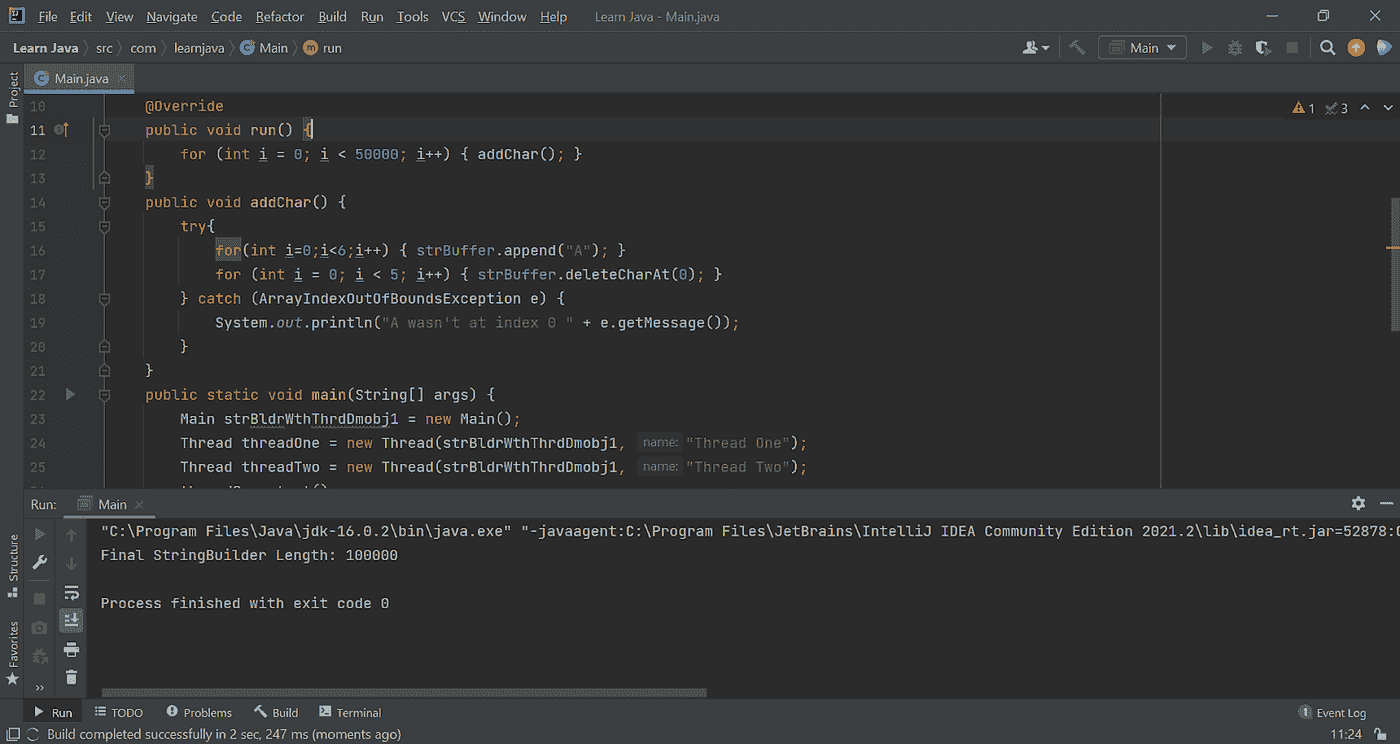 File Edit View Navigate Code Refactor Build Run Tools VCS Window Help Learn Java - Main.java
Learn Java src com learnjava Main run Main
Project
Main.java
1 3
10 @Override
11 public void run() {
12 for (int i = 0; i < 50000; i++) { addChar(); }
13 }
14 public void addChar() {
15 try{
16 for(int i=0;i<6;i++) { strBuffer.append("A"); }
17 for (int i = 0; i < 5; i++) { strBuffer.deleteCharAt(0); }
18 } catch (ArrayIndexOutOfBoundsException e) {
19 System.out.println("A wasn't at index 0 " + e.getMessage());
20 }
21 }
22 public static void main(String[] args) {
23 Main strBldrWthThrdDmobj1 = new Main();
24 Thread threadOne = new Thread(strBldrWthThrdDmobj1, name: "Thread One");
25 Thread threadTwo = new Thread(strBldrWthThrdDmobj1, name: "Thread Two");
Run: Main
"C:\Program Files\Java\jdk-16.0.2\bin\java.exe" "-javaagent:C:\Program Files\JetBrains\IntelliJ IDEA Community Edition 2021.2\lib\idea_rt.jar=52878:
Final StringBuilder Length: 100000
Process finished with exit code 0
Structure
Favorites
Run TODO Problems Build Terminal 1 Event Log
Build completed successfully in 2 sec, 247 ms (moments ago) 11:24